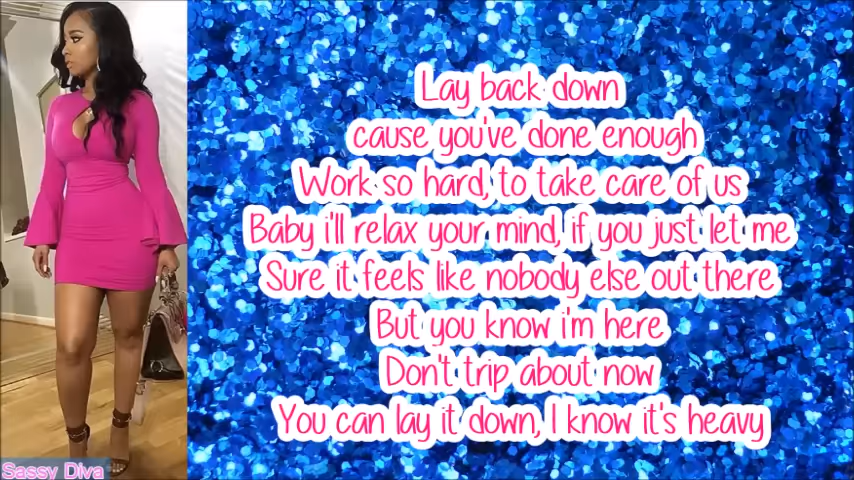 Lay back down
cause you've done enough
Work so hard, to take care of us
Baby i'll relax your mind, if you just let me
Sure it feels like nobody else out there
But you know i'm here
Don't trip about now
You can lay it down, I know it's heavy
Sassy Diva